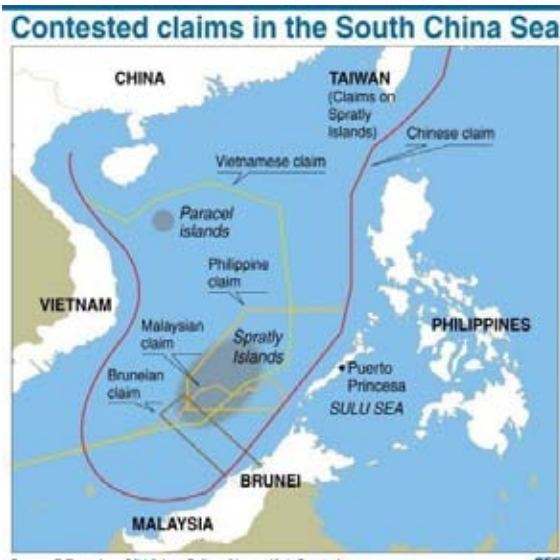 Contested claims in the South China Sea
CHINA
TAIWAN
(Claims on
Spratly
Islands)
Chinese claim
Vietnamese claim
Paracel
islands
Philippine
claim
VIETNAM
Malaysian
claim
Spratly
Islands
PHILIPPINES
Bruneian
claim
Puerto
Princesa
SULU SEA
BRUNEI
MALAYSIA